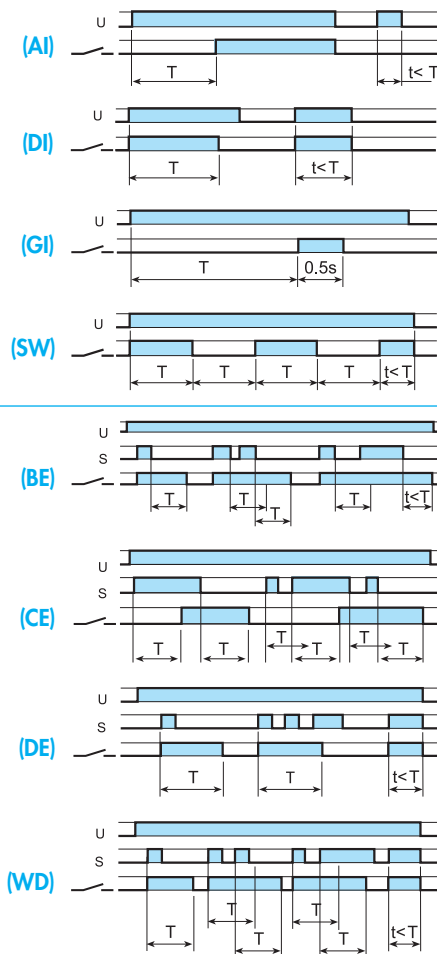 U
(AI)
T t< T
U
(DI)
T t<T
U
(GI)
T 0.5s
U
(SW)
T T T T t<T
U
S
(BE)
T T T t<T
T
U
S
(CE)
T T T T T T
U
S
(DE)
T T t<T
U
S
(WD)
T T
T T T t<T